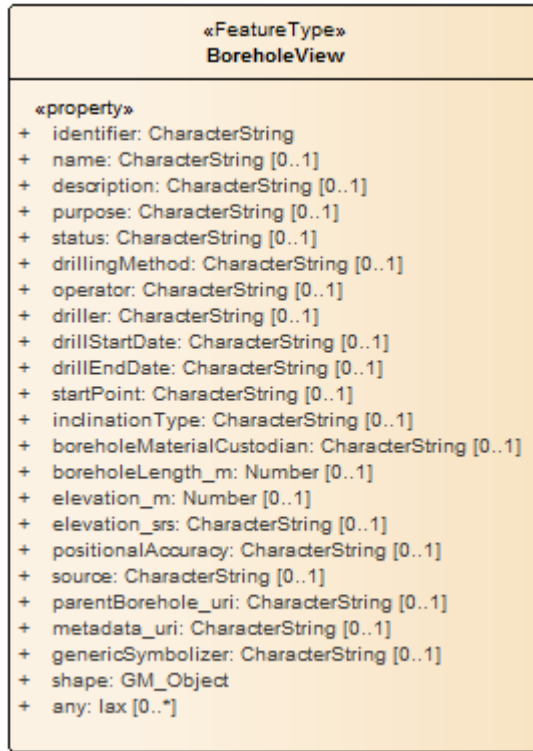 «FeatureType»
BoreholeView
«property»
+ identifier: CharacterString
+ name: CharacterString [0..1]
+ description: CharacterString [0..1]
+ purpose: CharacterString [0..1]
+ status: CharacterString [0..1]
+ drillingMethod: CharacterString [0..1]
+ operator: CharacterString [0..1]
+ driller: CharacterString [0..1]
+ drillStartDate: CharacterString [0..1]
+ drillEndDate: CharacterString [0..1]
+ startPoint: CharacterString [0..1]
+ inclinationType: CharacterString [0..1]
+ boreholeMaterialCustodian: CharacterString [0..1]
+ boreholeLength_m: Number [0..1]
+ elevation_m: Number [0..1]
+ elevation_srs: CharacterString [0..1]
+ positionalAccuracy: CharacterString [0..1]
+ source: CharacterString [0..1]
+ parentBorehole_uri: CharacterString [0..1]
+ metadata_uri: CharacterString [0..1]
+ genericSymbolizer: CharacterString [0..1]
+ shape: GM_Object
+ any: lax [0..*]